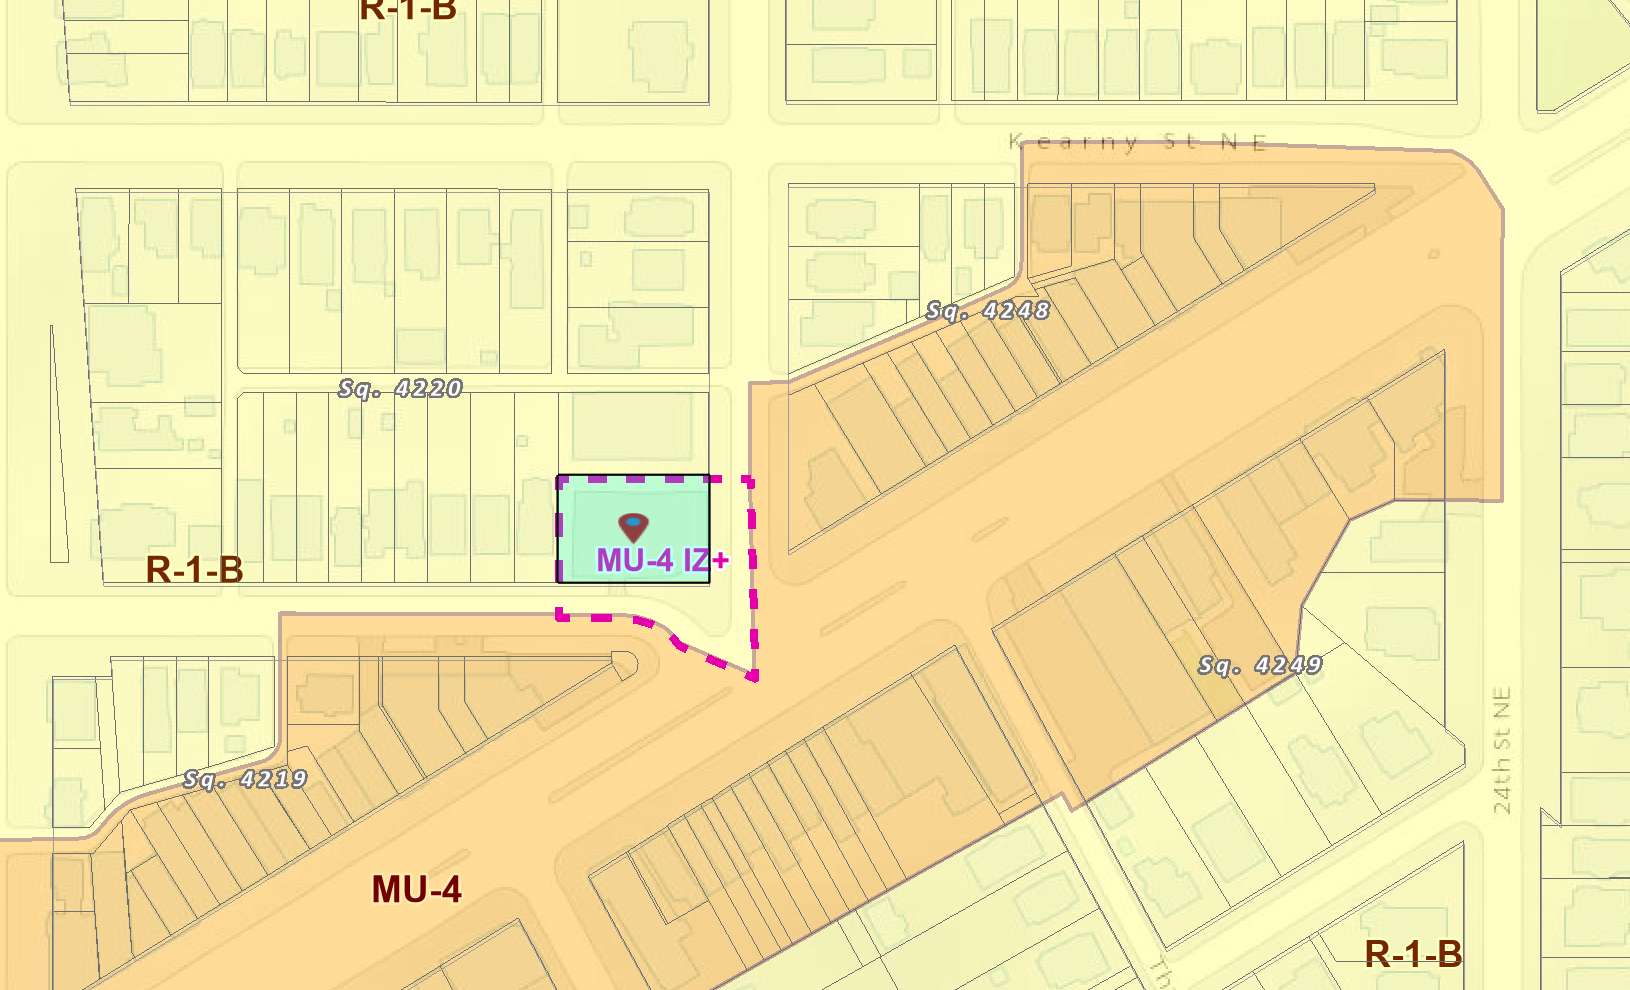 R-1-B
Kearny St NE
Sq. 4248
Sq. 4220
MU-4 IZ+
R-1-B
Sq. 4249
24th St NE
Sq. 4219
MU-4
R-1-B
Th